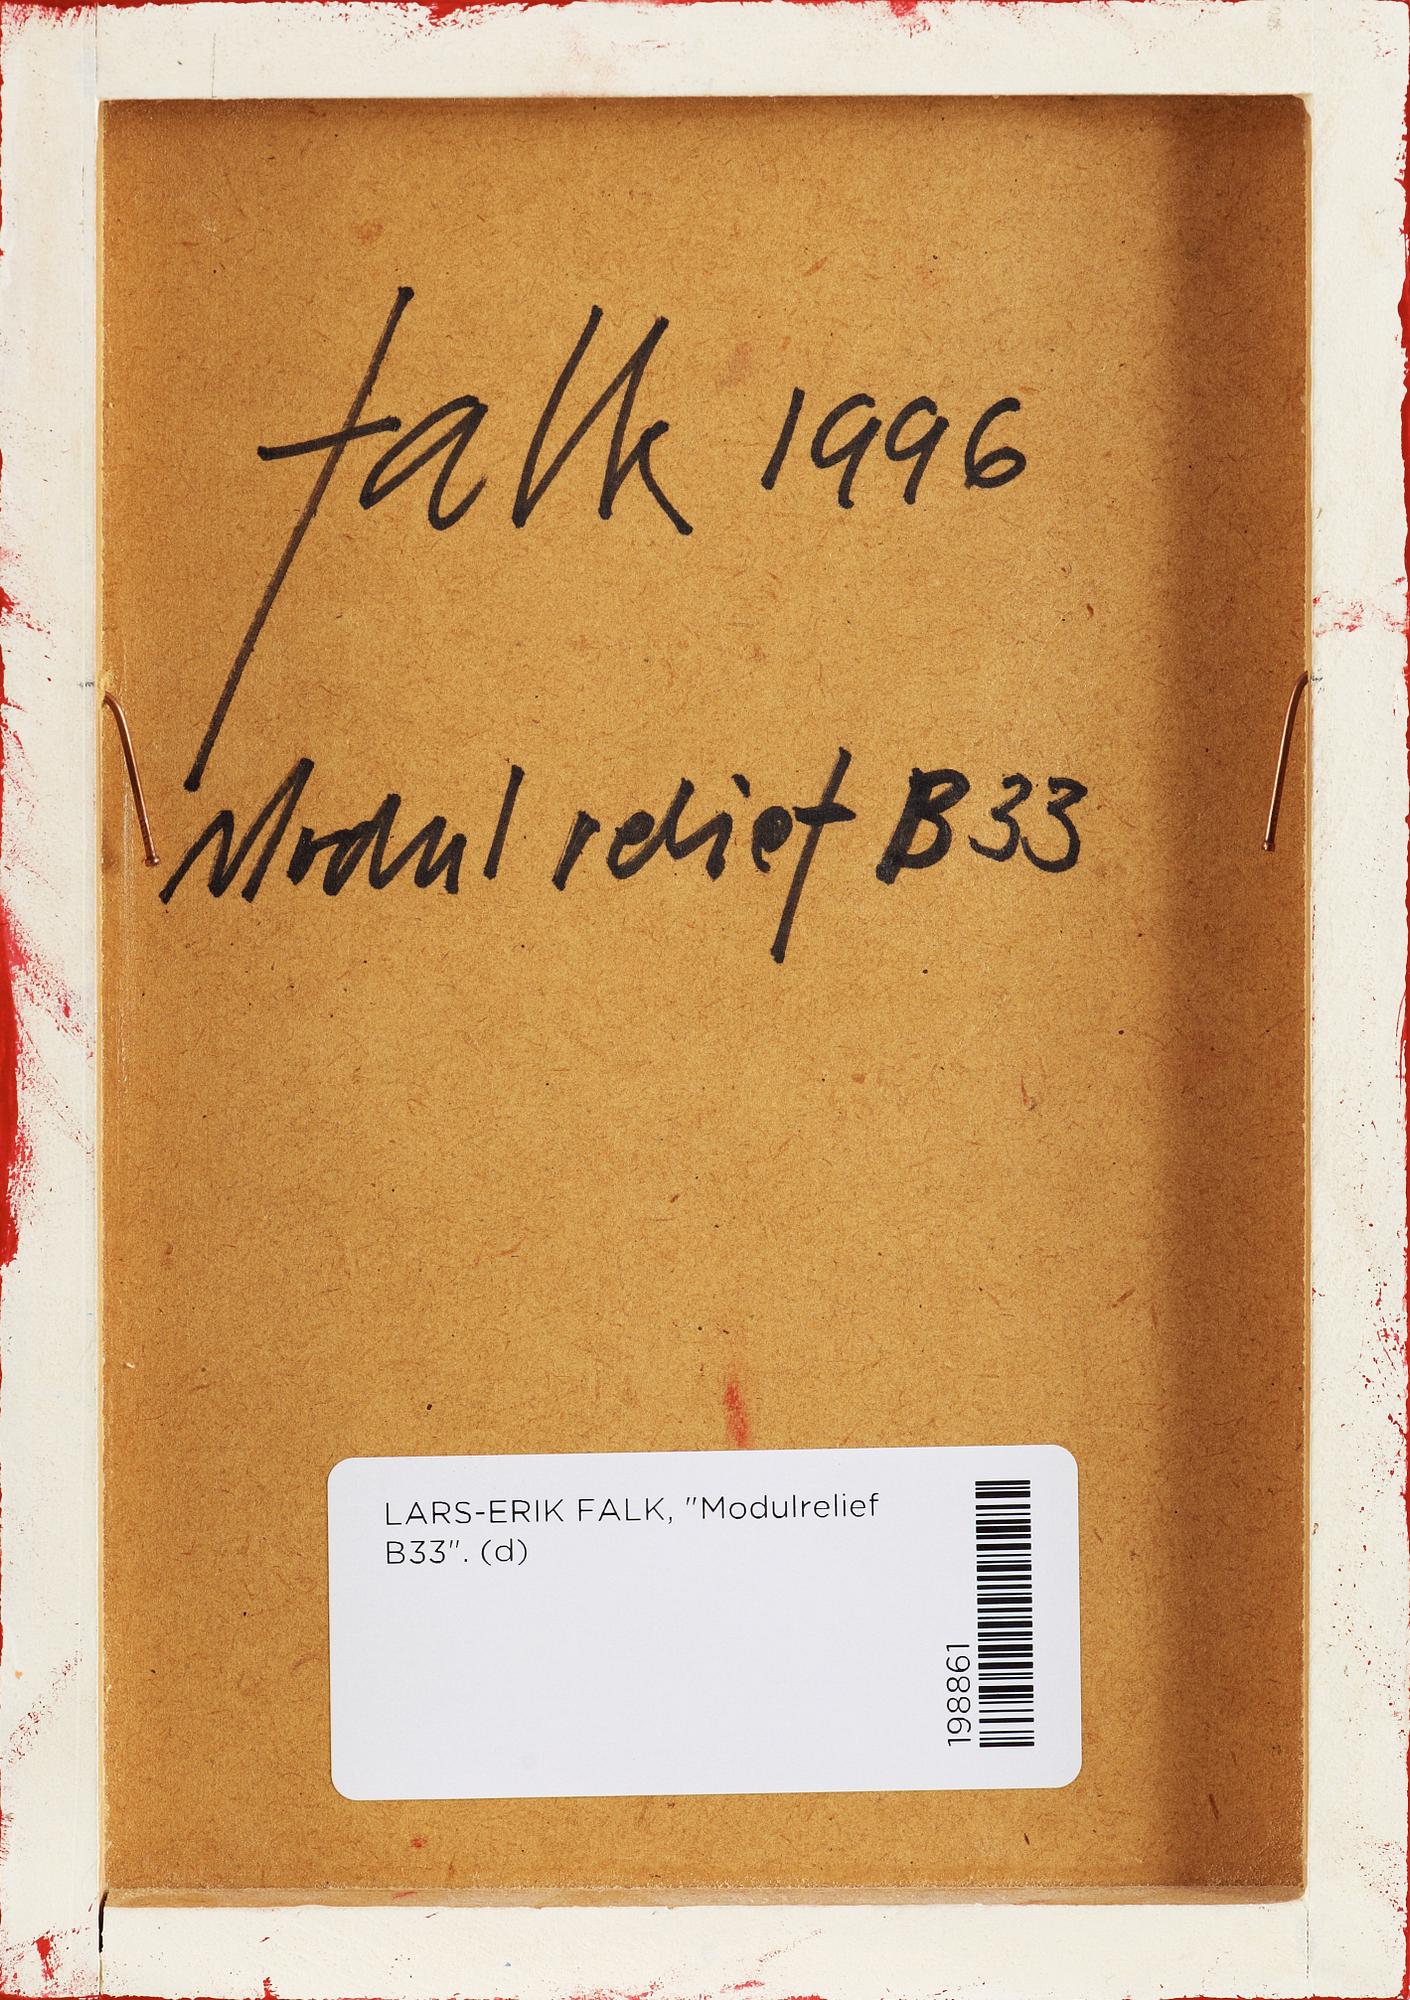 Falk 1996
Modul relief B33
LARS-ERIK FALK, "Modulrelief
B33". (d)
198861